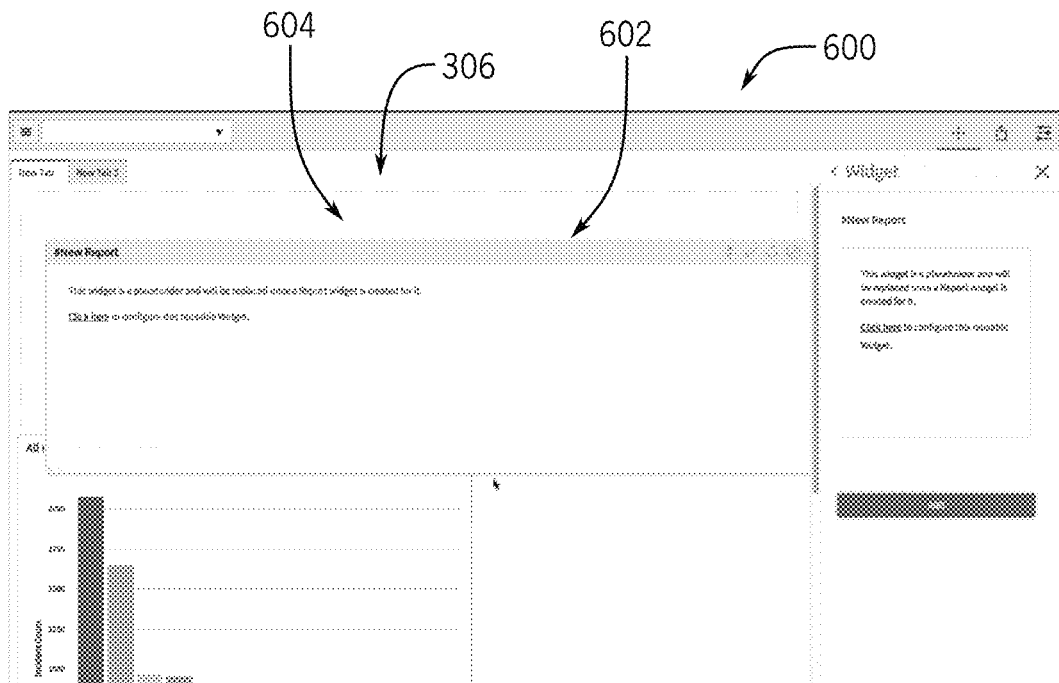 604
602
306
600
New Tab
New Tab 2
< Widget
#New Report
#New Report
This widget is a placeholder and will be replaced once a Report widget is created for it.
Click here to configure this reusable Widget.
This widget is a placeholder and will
be replaced once a Report widget is
created for it.
Click here to configure this reusable
Widget.
All
Incident Count